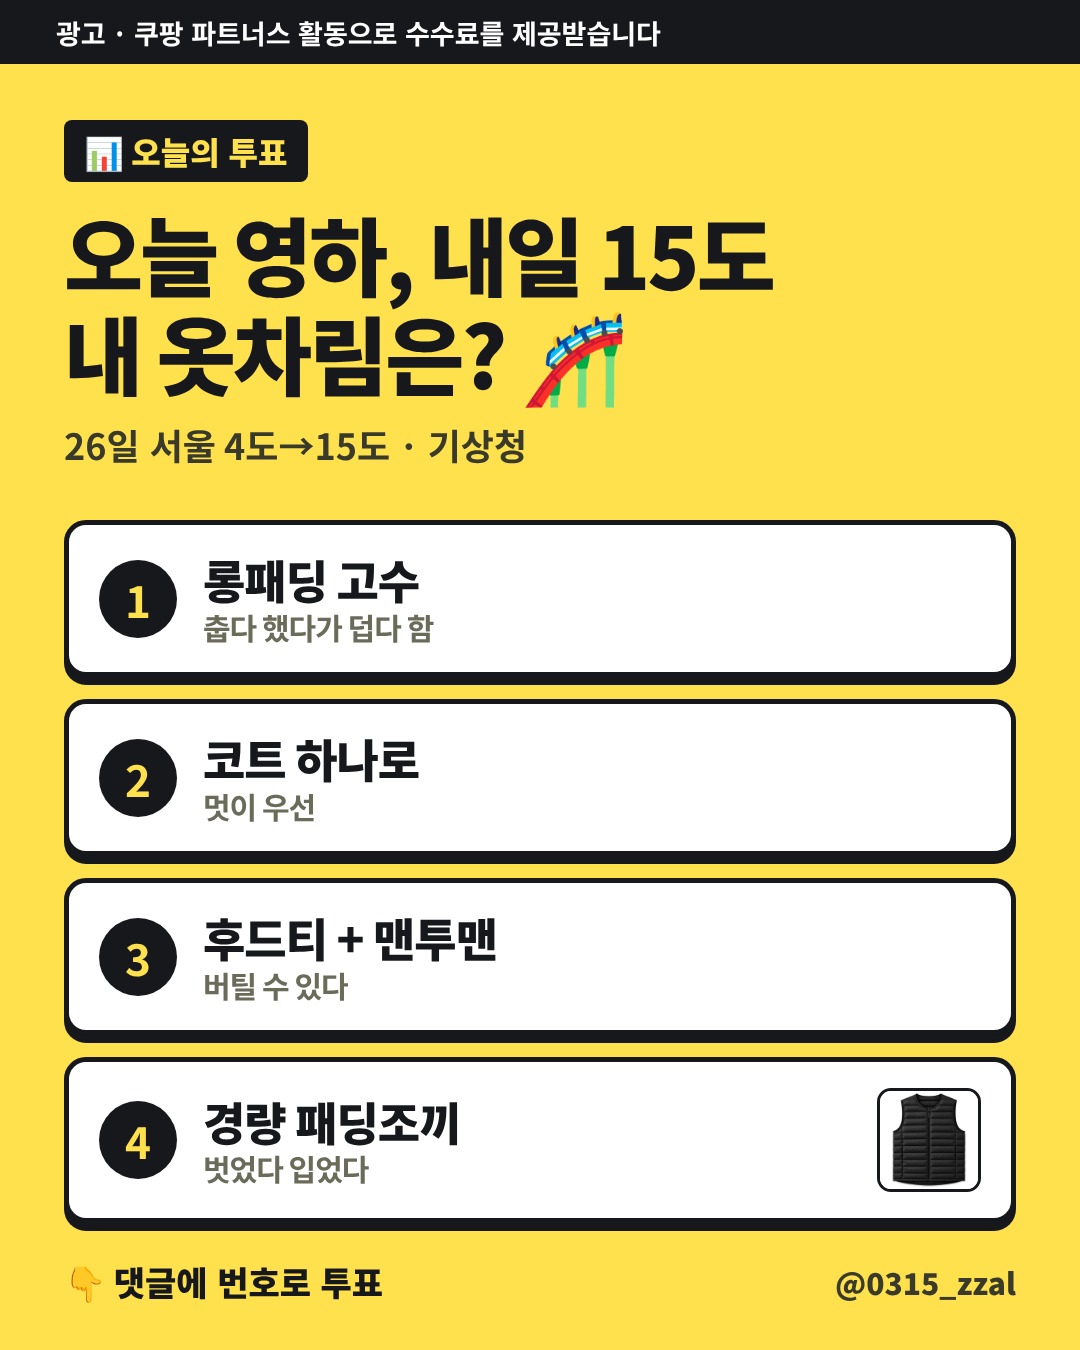 광고 · 쿠팡 파트너스 활동으로 수수료를 제공받습니다
📊 오늘의 투표
오늘 영하, 내일 15도
내 옷차림은? 🎢
26일 서울 4도→15도 · 기상청
1
롱패딩 고수
춥다 했다가 덥다 함
2
코트 하나로
멋이 우선
3
후드티 + 맨투맨
버틸 수 있다
4
경량 패딩조끼
벗었다 입었다
👇 댓글에 번호로 투표
@0315_zzal